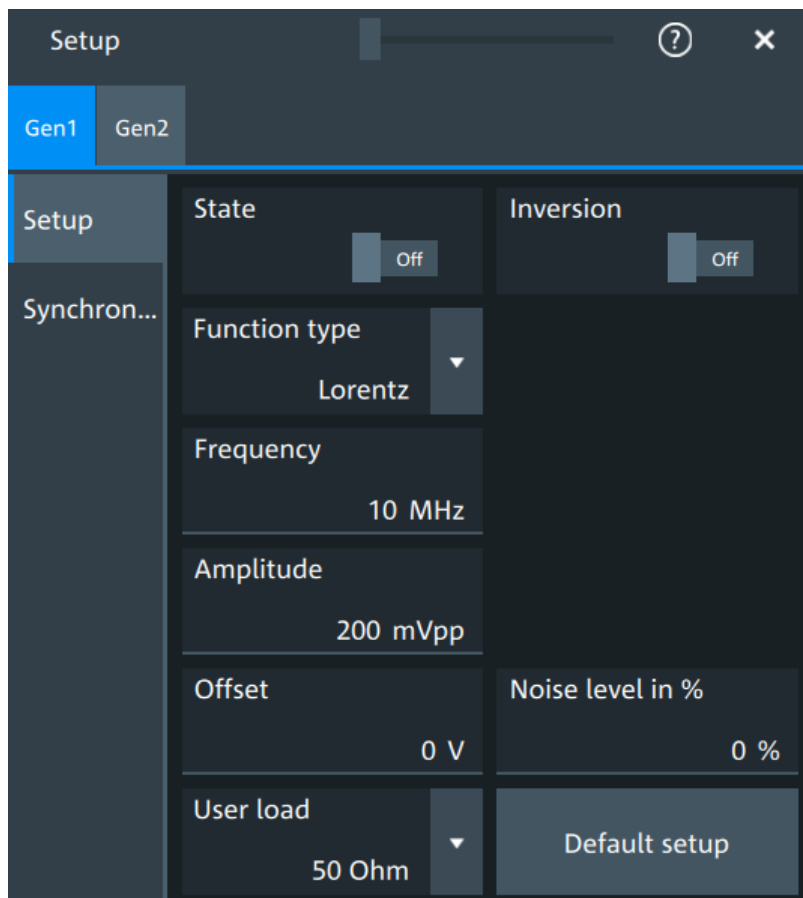 Setup
?
Gen1 Gen2
Setup
Synchron...
State
Off
Inversion
Off
Function type
Lorentz
Frequency
10 MHz
Amplitude
200 mVpp
Offset
0 V
Noise level in %
0 %
User load
50 Ohm
Default setup